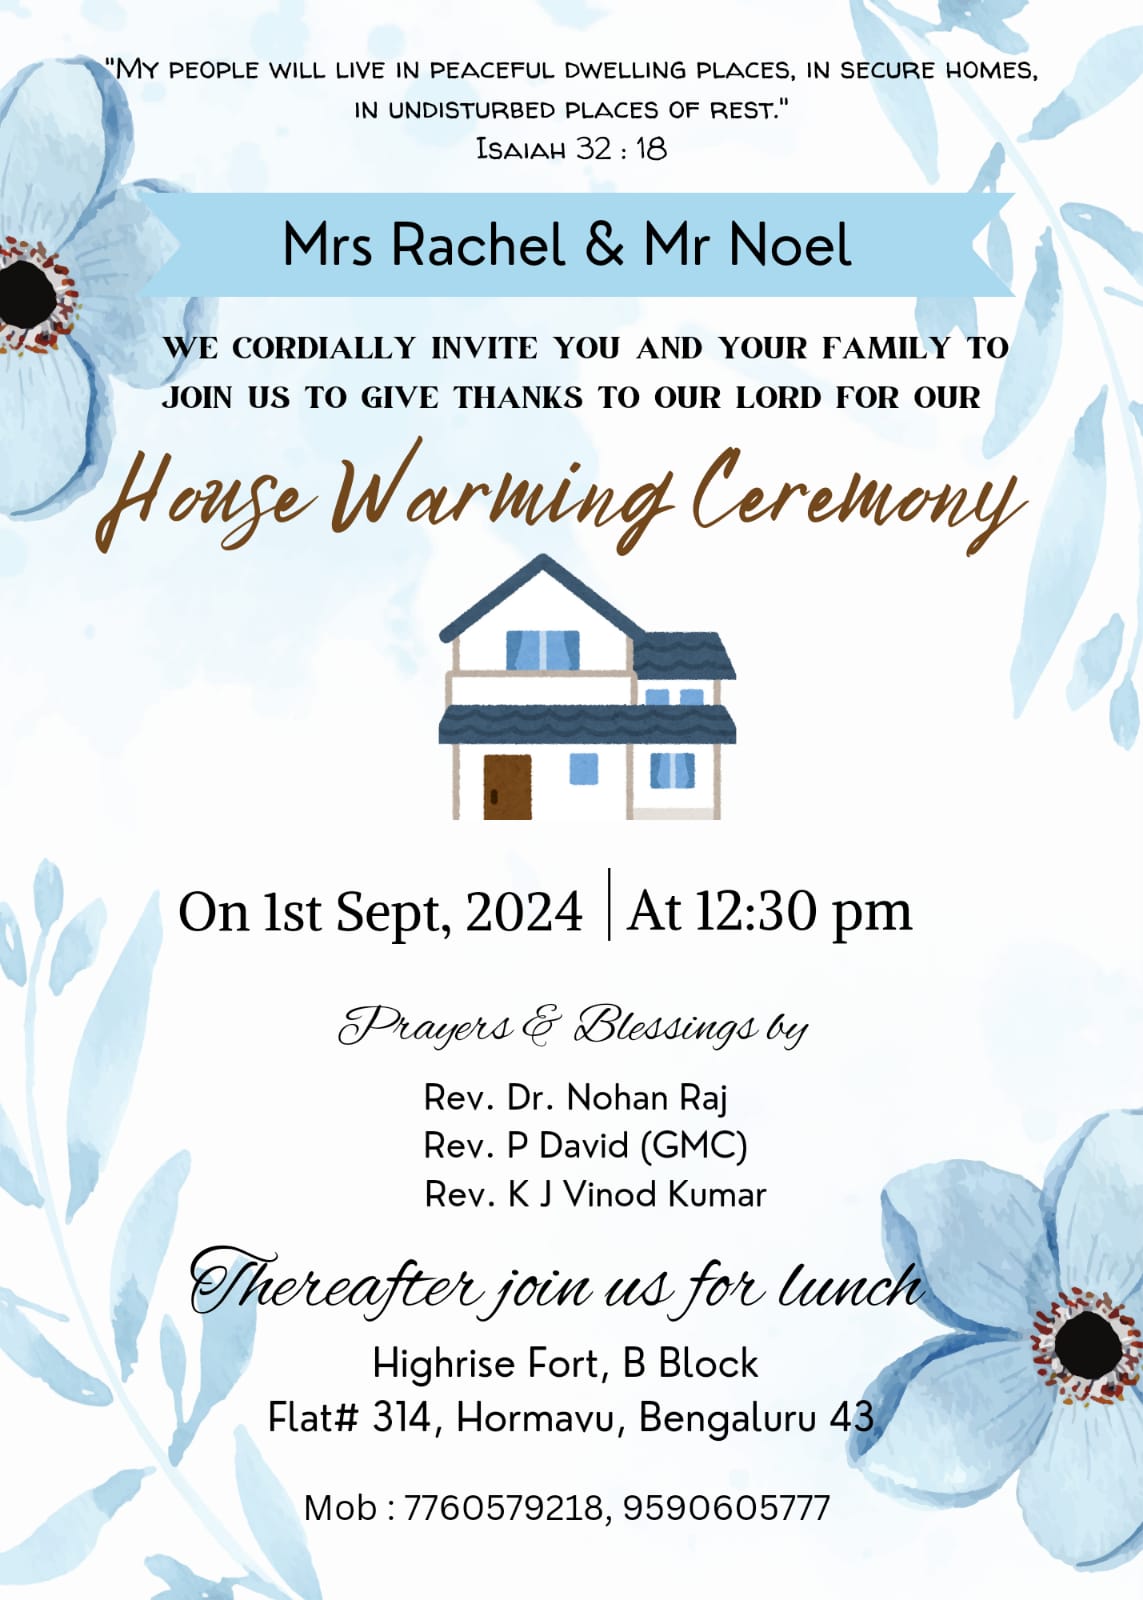 "My people will live in peaceful dwelling places, in secure homes,
in undisturbed places of rest."
Isaiah 32 : 18
Mrs Rachel & Mr Noel
WE CORDIALLY INVITE YOU AND YOUR FAMILY TO
JOIN US TO GIVE THANKS TO OUR LORD FOR OUR
House Warming Ceremony
On 1st Sept, 2024 | At 12:30 pm
Prayers & Blessings by
Rev. Dr. Nohan Raj
Rev. P David (GMC)
Rev. K J Vinod Kumar
Thereafter join us for lunch
Highrise Fort, B Block
Flat# 314, Hormavu, Bengaluru 43
Mob : 7760579218, 9590605777